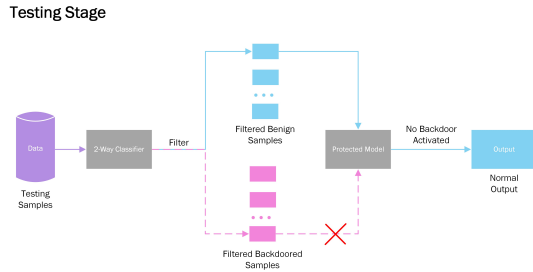 Testing Stage
Data
Testing
Samples
2-Way Classifier
Filter
Filtered Benign
Samples
Filtered Backdoored
Samples
Protected Model
No Backdoor
Activated
Output
Normal
Output